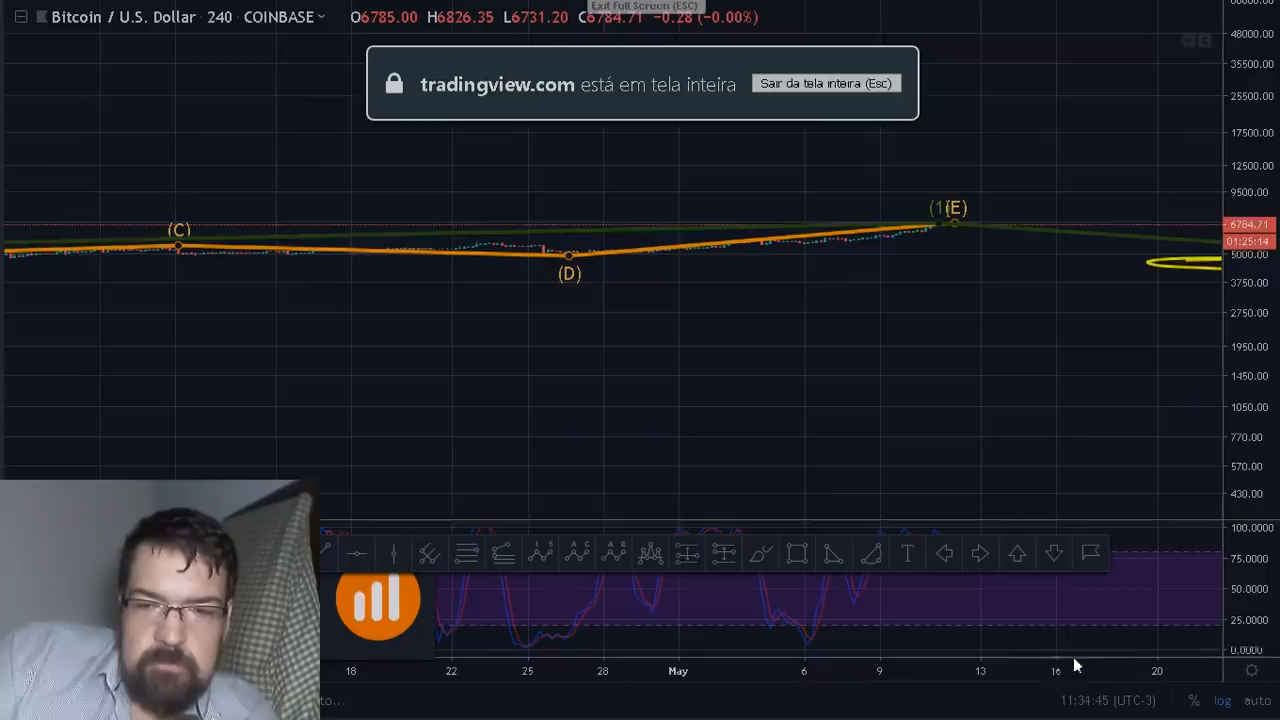 Exit Full Screen (ESC)
Bitcoin / U.S. Dollar · 240 · COINBASE O6785.00 H6826.35 L6731.20 C6784.71 −0.28 (−0.00%)
tradingview.com está em tela inteira Sair da tela inteira (Esc)
48000.00
35500.00
25500.00
17500.00
12500.00
9500.00
(C)
(E)
6784.71
01:25:14
5000.00
(D)
3750.00
2750.00
1950.00
1450.00
1050.00
770.00
570.00
430.00
100.0000
75.0000
50.0000
25.0000
0.0000
T
18 22 25 28 May 6 9 13 16 20
to...
11:34:45 (UTC-3) % log auto